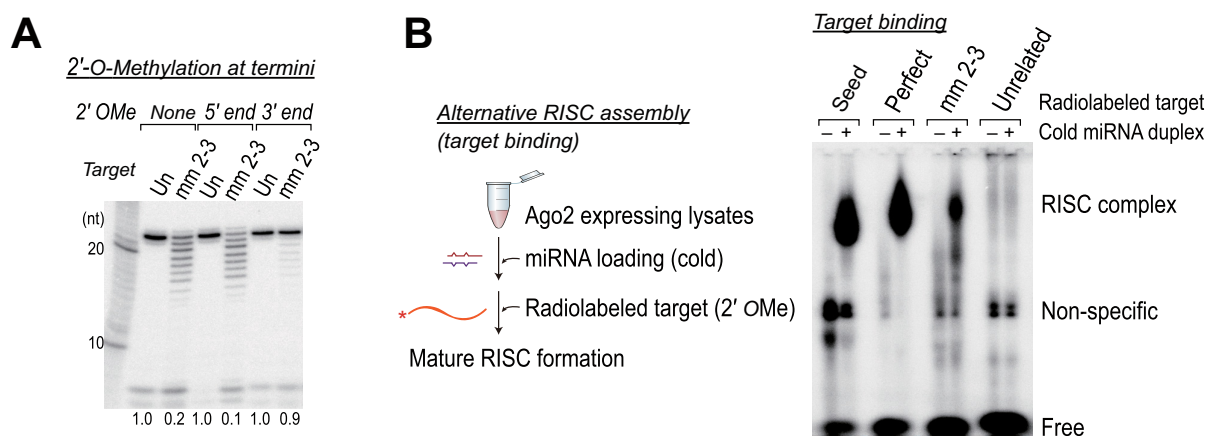 A
2'-O-Methylation at termini
2' OMe None 5' end 3' end
Target Un mm 2-3 Un mm 2-3 Un mm 2-3
(nt)
20
10
1.0 0.2 1.0 0.1 1.0 0.9
B
Alternative RISC assembly
(target binding)
Ago2 expressing lysates
miRNA loading (cold)
* Radiolabeled target (2' OMe)
Mature RISC formation
Target binding
Seed Perfect mm 2-3 Unrelated Radiolabeled target
– + – + – + – + Cold miRNA duplex
RISC complex
Non-specific
Free